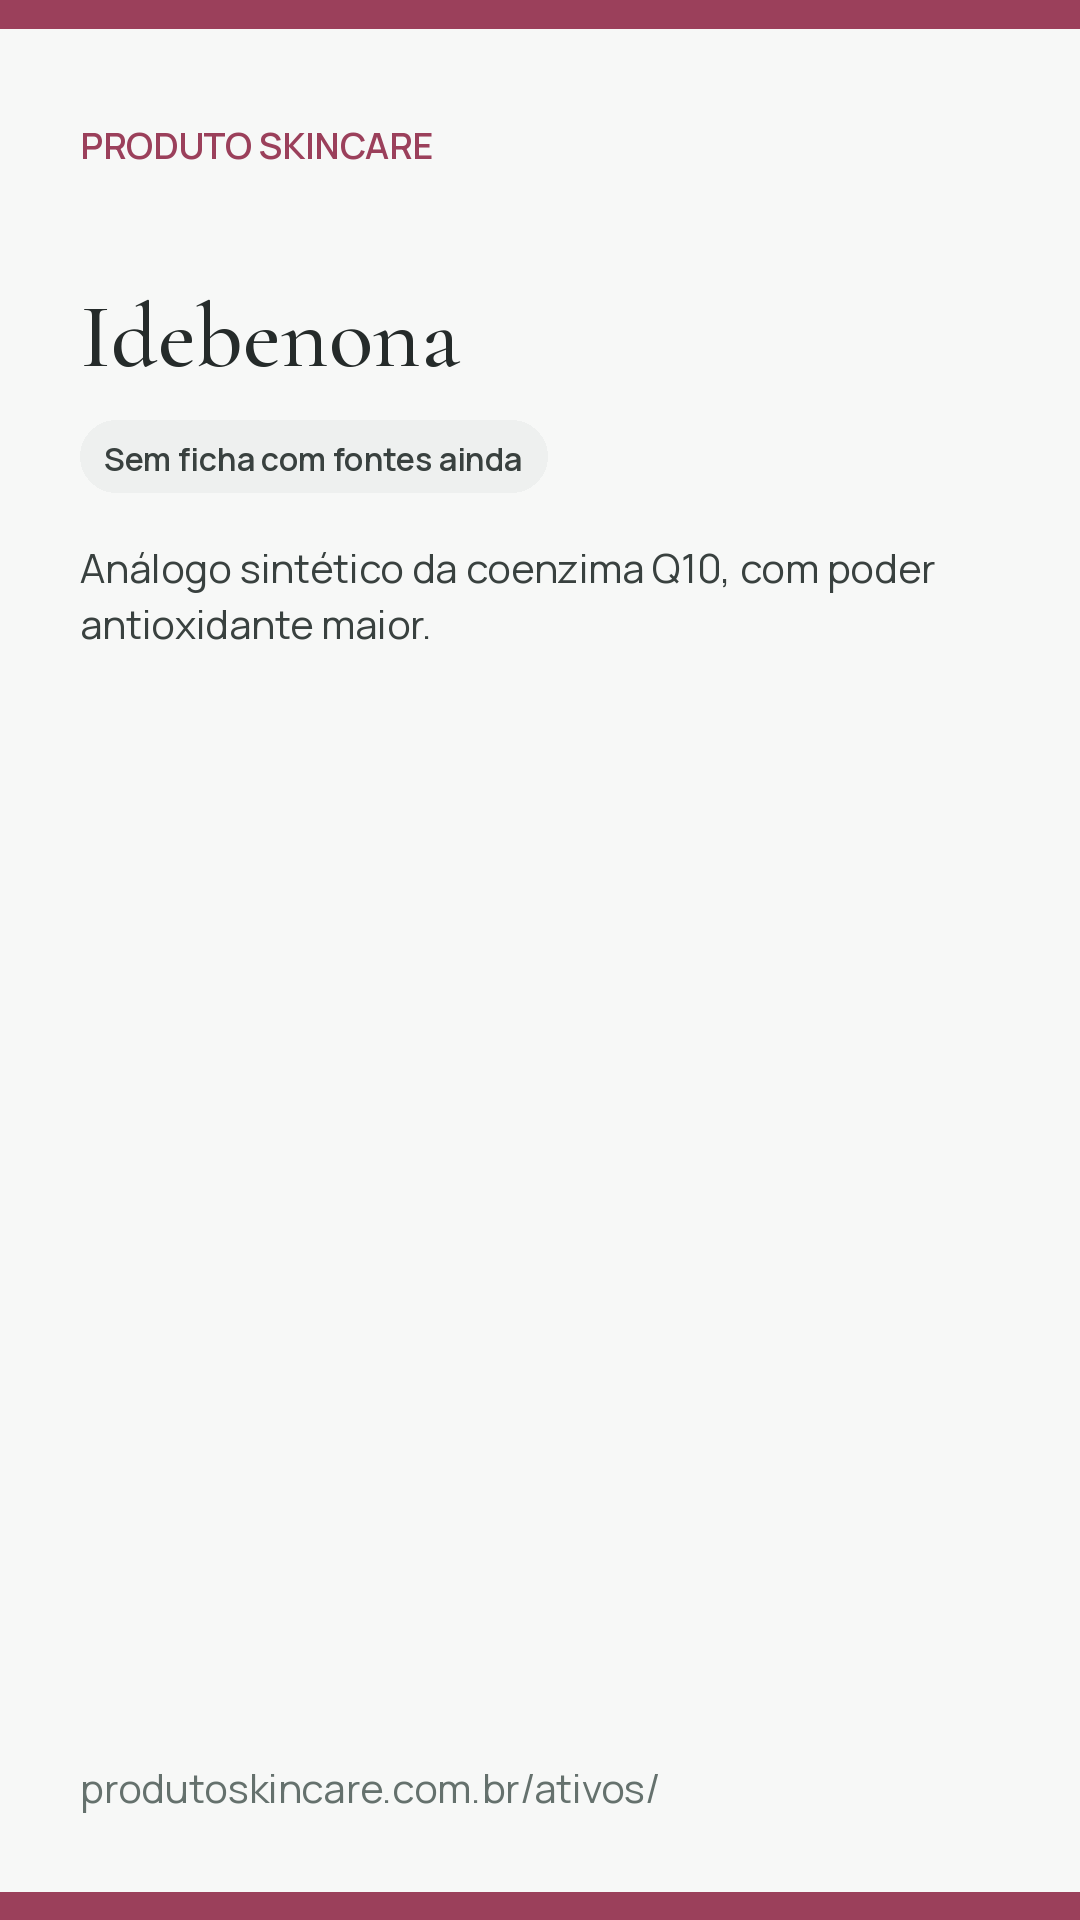 PRODUTO SKINCARE
Idebenona
Sem ficha com fontes ainda
Análogo sintético da coenzima Q10, com poder
antioxidante maior.
produtoskincare.com.br/ativos/